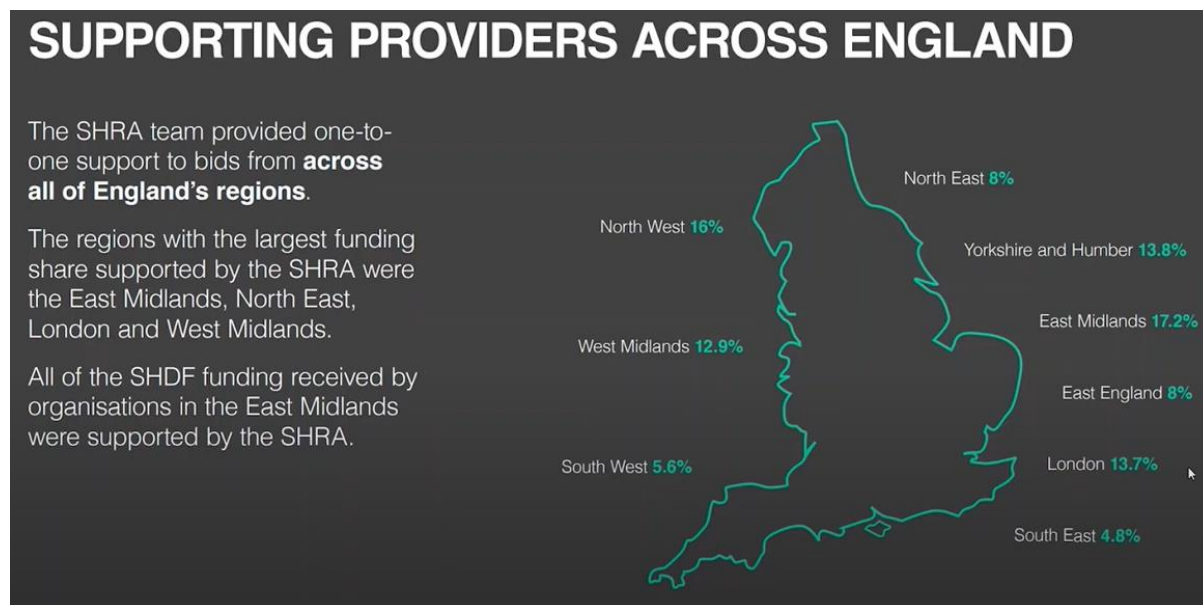 SUPPORTING PROVIDERS ACROSS ENGLAND
The SHRA team provided one-to-
one support to bids from across
all of England's regions.
The regions with the largest funding
share supported by the SHRA were
the East Midlands, North East,
London and West Midlands.
All of the SHDF funding received by
organisations in the East Midlands
were supported by the SHRA.
North East 8%
North West 16%
Yorkshire and Humber 13.8%
East Midlands 17.2%
West Midlands 12.9%
East England 8%
London 13.7%
South West 5.6%
South East 4.8%